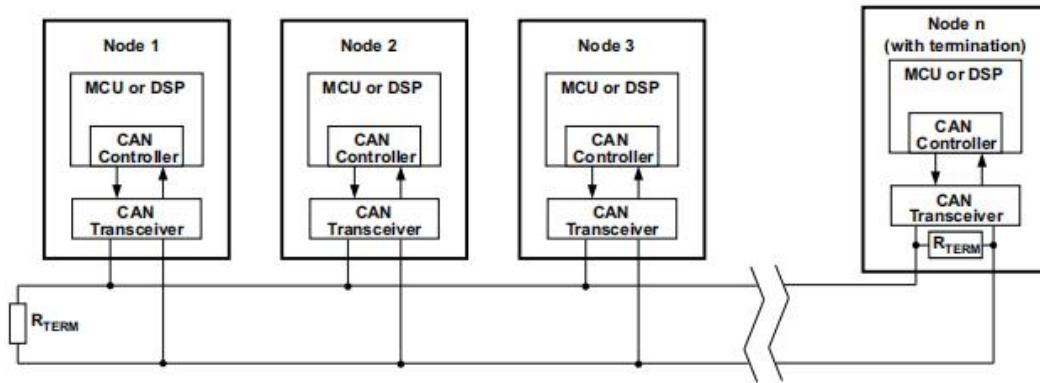 Node 1
MCU or DSP
CAN
Controller
CAN
Transceiver
Node 2
MCU or DSP
CAN
Controller
CAN
Transceiver
Node 3
MCU or DSP
CAN
Controller
CAN
Transceiver
Node n
(with termination)
MCU or DSP
CAN
Controller
CAN
Transceiver
RTERM
RTERM